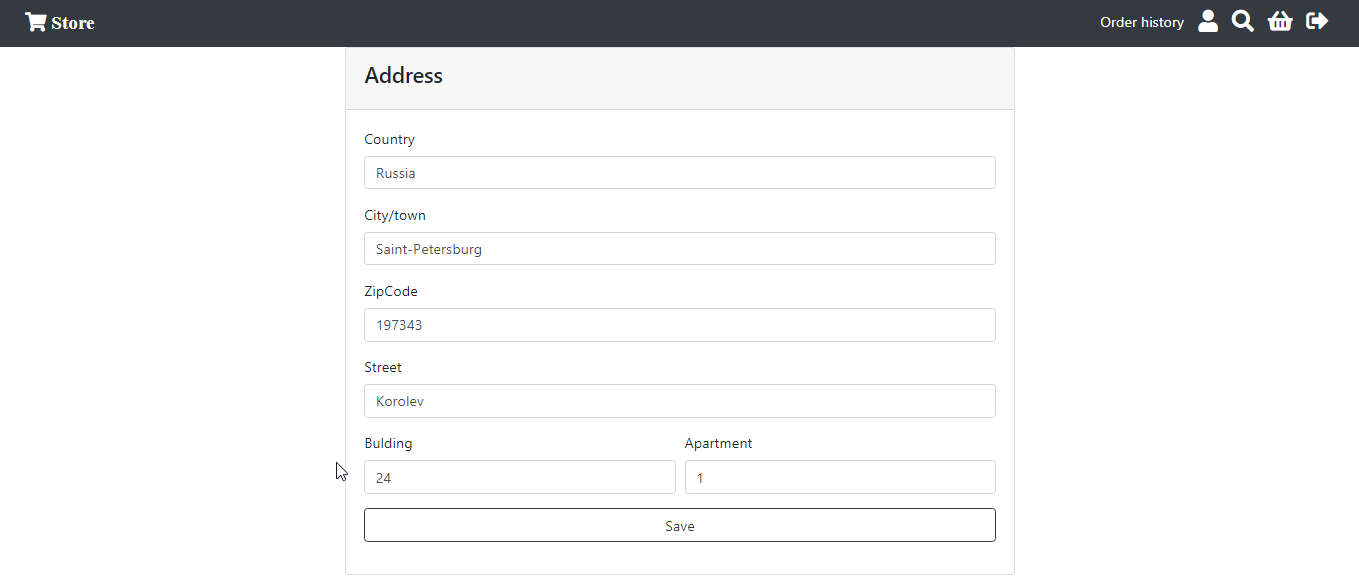 Store
Order history
Address
Country
Russia
City/town
Saint-Petersburg
ZipCode
197343
Street
Korolev
Bulding
Apartment
24
1
Save